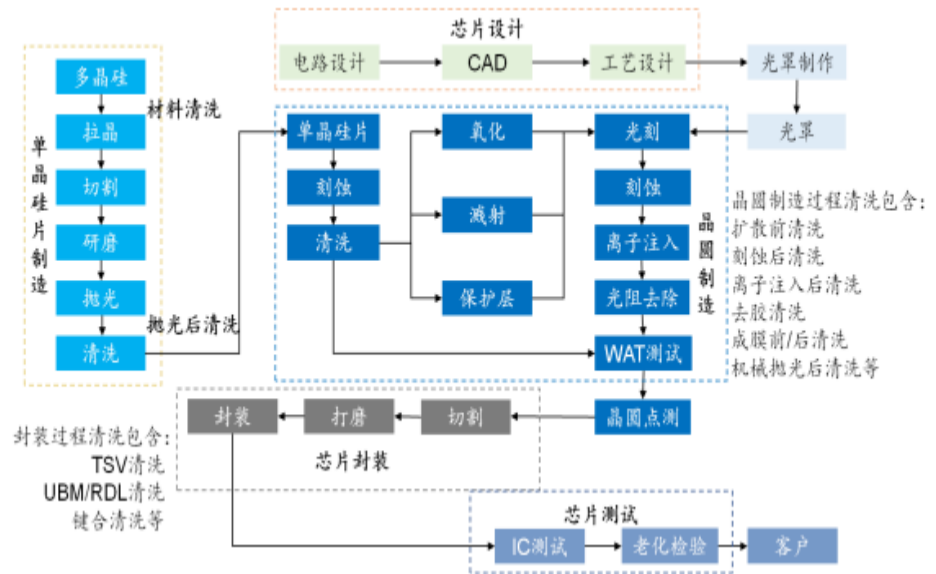 芯片设计
电路设计
CAD
工艺设计
光罩制作
光罩
多晶硅
材料清洗
拉晶
切割
研磨
抛光
抛光后清洗
清洗
单晶硅片制造
单晶硅片
刻蚀
清洗
氧化
溅射
保护层
光刻
刻蚀
离子注入
光阻去除
WAT测试
晶圆制造
晶圆制造过程清洗包含：
扩散前清洗
刻蚀后清洗
离子注入后清洗
去胶清洗
成膜前/后清洗
机械抛光后清洗等
封装
打磨
切割
晶圆点测
芯片封装
封装过程清洗包含：
TSV清洗
UBM/RDL清洗
键合清洗等
芯片测试
IC测试
老化检验
客户